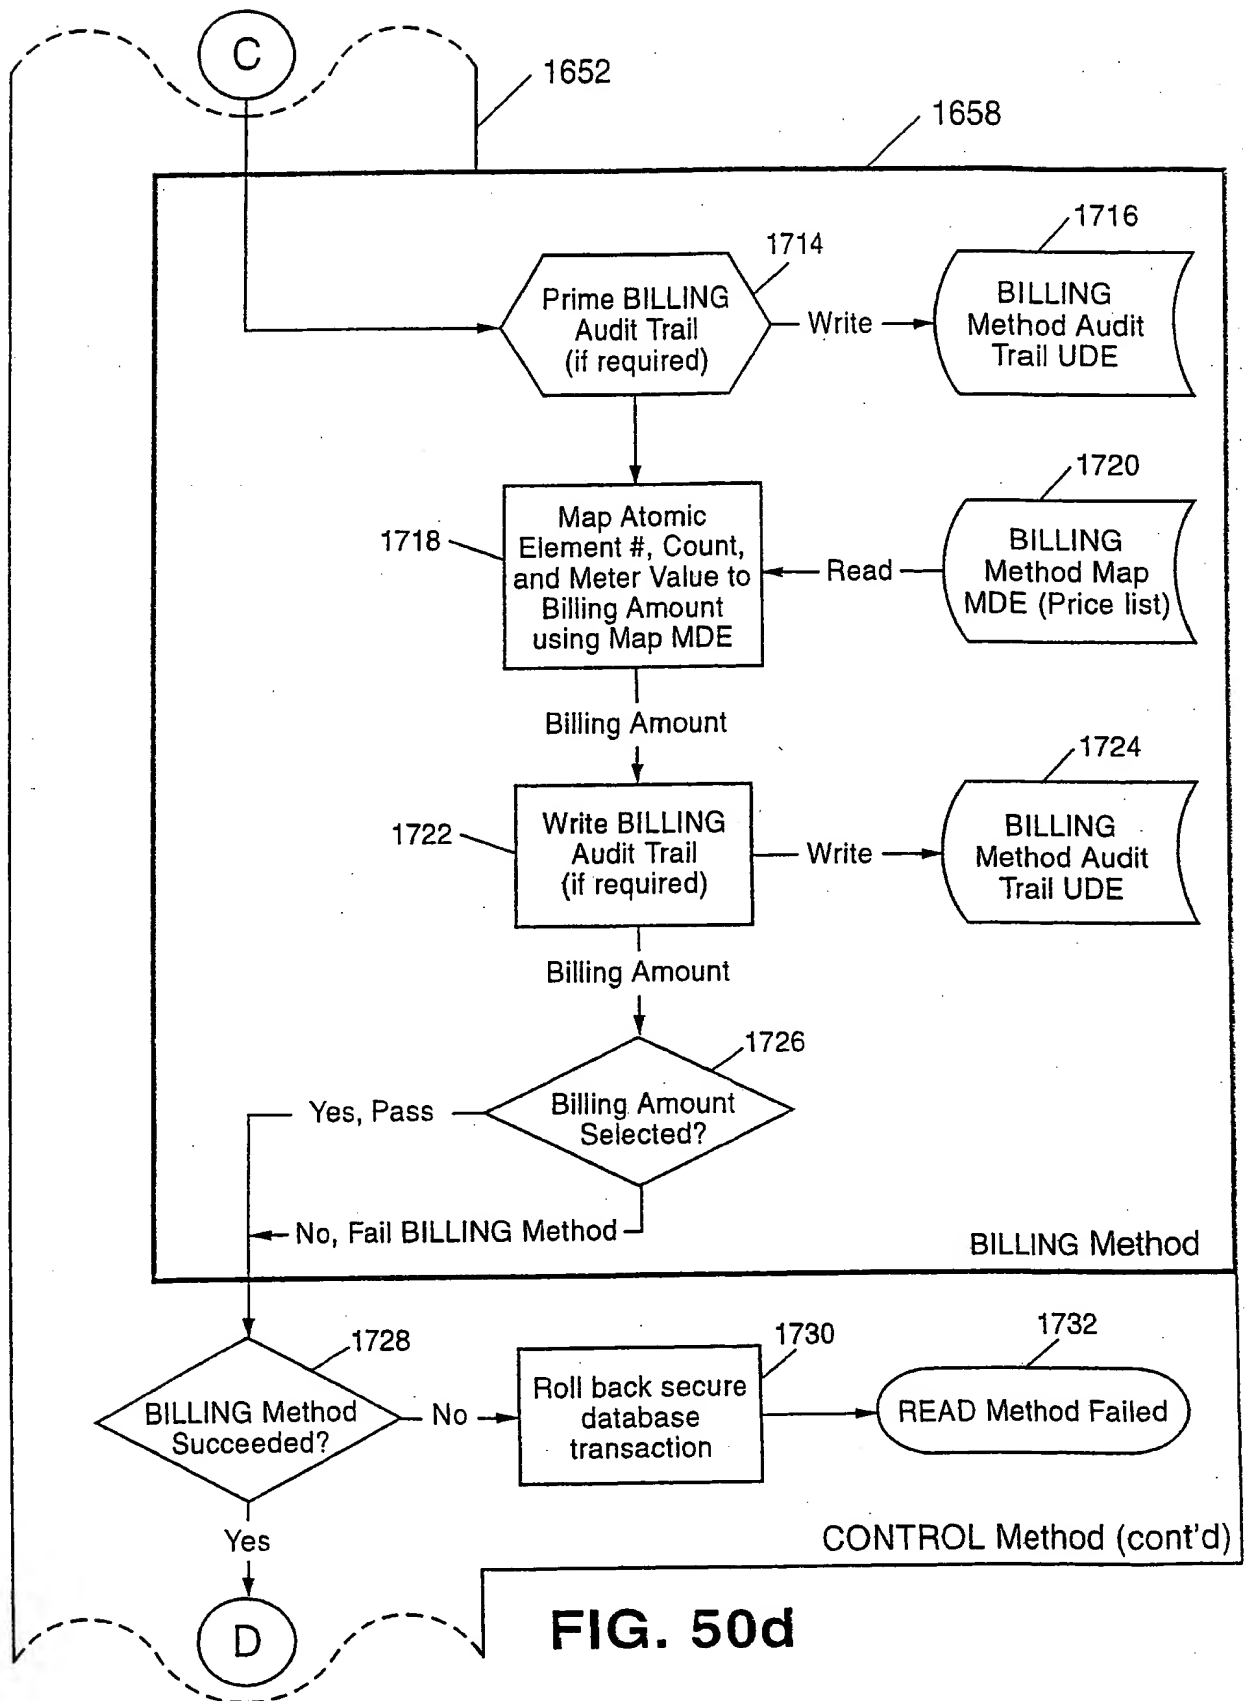 C
1652
1658
1714
1716
Prime BILLING
Audit Trail
(if required)
Write
BILLING
Method Audit
Trail UDE
1718
Map Atomic
Element #, Count,
and Meter Value to
Billing Amount
using Map MDE
Read
1720
BILLING
Method Map
MDE (Price list)
Billing Amount
1722
Write BILLING
Audit Trail
(if required)
Write
1724
BILLING
Method Audit
Trail UDE
Billing Amount
1726
Billing Amount
Selected?
Yes, Pass
No, Fail BILLING Method
BILLING Method
1728
BILLING Method
Succeeded?
No
1730
Roll back secure
database
transaction
1732
READ Method Failed
Yes
CONTROL Method (cont'd)
D
FIG. 50d